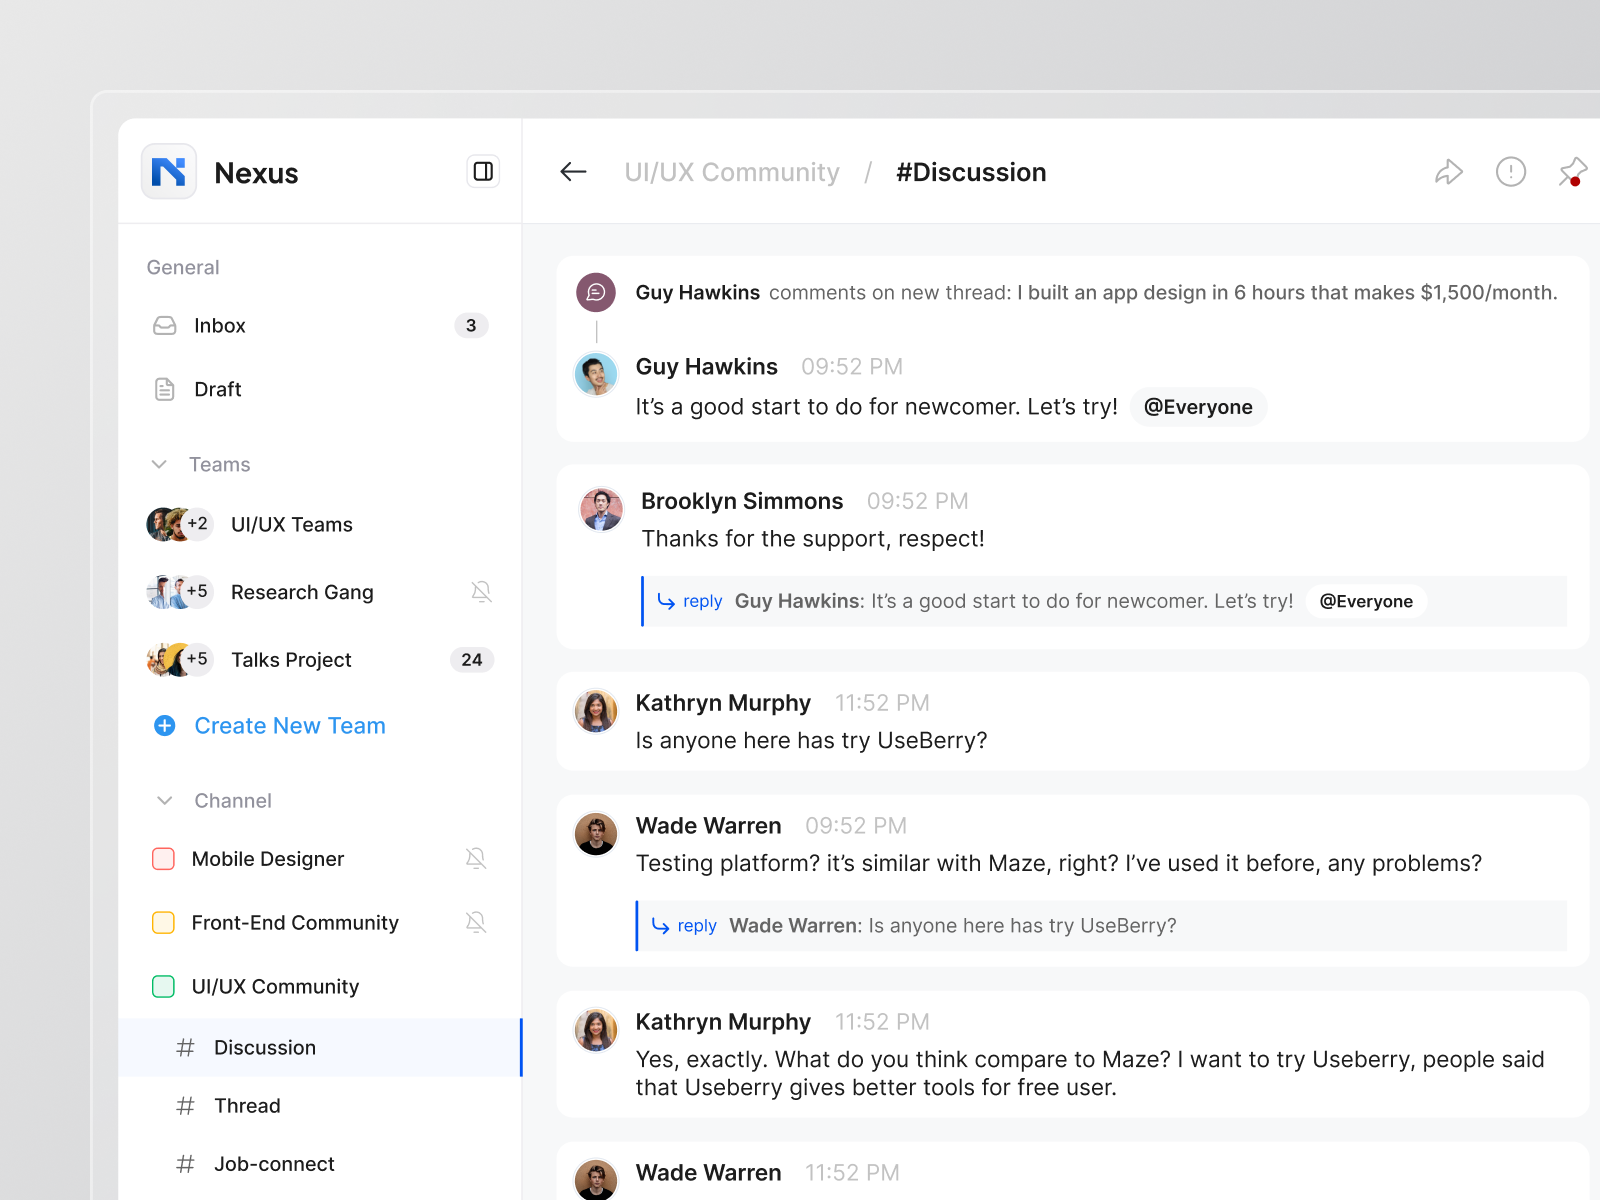 Nexus
General
Inbox
3
Draft
Teams
+2
UI/UX Teams
+5
Research Gang
+5
Talks Project
24
Create New Team
Channel
Mobile Designer
Front-End Community
UI/UX Community
# Discussion
# Thread
# Job-connect
UI/UX Community / #Discussion
Guy Hawkins comments on new thread: I built an app design in 6 hours that makes $1,500/month.
Guy Hawkins 09:52 PM
It’s a good start to do for newcomer. Let’s try! @Everyone
Brooklyn Simmons 09:52 PM
Thanks for the support, respect!
reply Guy Hawkins: It’s a good start to do for newcomer. Let’s try! @Everyone
Kathryn Murphy 11:52 PM
Is anyone here has try UseBerry?
Wade Warren 09:52 PM
Testing platform? it’s similar with Maze, right? I’ve used it before, any problems?
reply Wade Warren: Is anyone here has try UseBerry?
Kathryn Murphy 11:52 PM
Yes, exactly. What do you think compare to Maze? I want to try Useberry, people said
that Useberry gives better tools for free user.
Wade Warren 11:52 PM